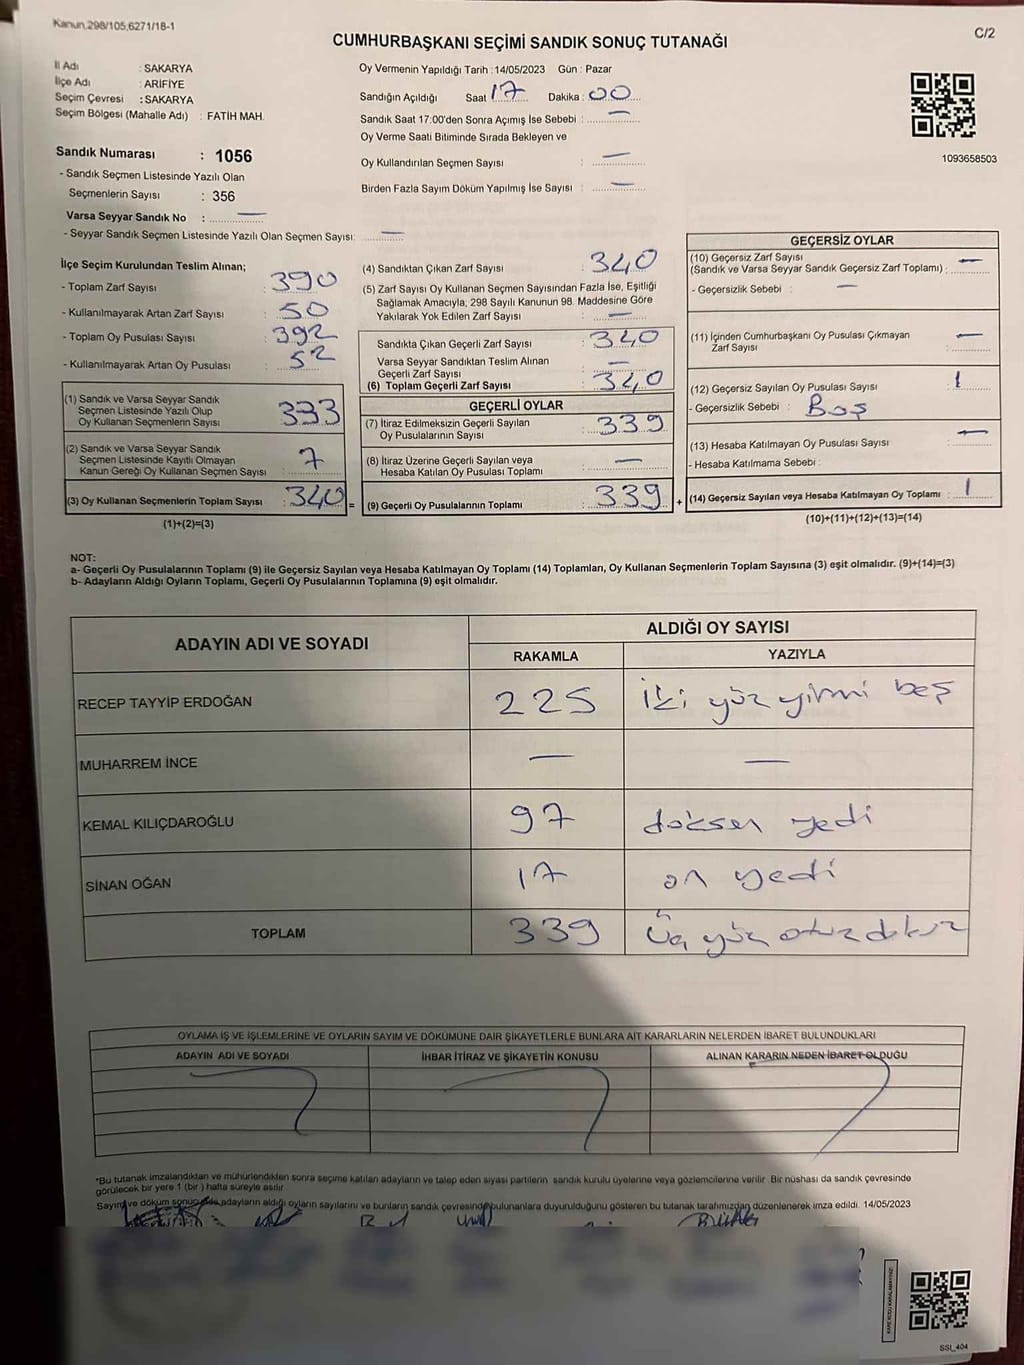 Kanun.298/105,6271/18-1
C/2
CUMHURBAŞKANI SEÇİMİ SANDIK SONUÇ TUTANAĞI
İl Adı : SAKARYA
İlçe Adı : ARİFİYE
Seçim Çevresi : SAKARYA
Seçim Bölgesi (Mahalle Adı) : FATİH MAH.
Sandık Numarası : 1056
- Sandık Seçmen Listesinde Yazılı Olan
Seçmenlerin Sayısı : 356
Varsa Seyyar Sandık No : —
- Seyyar Sandık Seçmen Listesinde Yazılı Olan Seçmen Sayısı: —
Oy Vermenin Yapıldığı Tarih :14/05/2023 Gün : Pazar
Sandığın Açıldığı Saat 17 Dakika : 00
Sandık Saat 17:00'den Sonra Açımış İse Sebebi : —
Oy Verme Saati Bitiminde Sırada Bekleyen ve
Oy Kullandırılan Seçmen Sayısı : —
Birden Fazla Sayım Döküm Yapılmış İse Sayısı : —
1093658503
İlçe Seçim Kurulundan Teslim Alınan;
- Toplam Zarf Sayısı : 390
- Kullanılmayarak Artan Zarf Sayısı : 50
- Toplam Oy Pusulası Sayısı : 392
- Kullanılmayarak Artan Oy Pusulası : 52
(1) Sandık ve Varsa Seyyar Sandık
Seçmen Listesinde Yazılı Olup
Oy Kullanan Seçmenlerin Sayısı : 333
(2) Sandık ve Varsa Seyyar Sandık
Seçmen Listesinde Kayıtlı Olmayan
Kanun Gereği Oy Kullanan Seçmen Sayısı : 7
(3) Oy Kullanan Seçmenlerin Toplam Sayısı : 340 =
(1)+(2)=(3)
(4) Sandıktan Çıkan Zarf Sayısı : 340
(5) Zarf Sayısı Oy Kullanan Seçmen Sayısından Fazla İse, Eşitliği
Sağlamak Amacıyla, 298 Sayılı Kanunun 98. Maddesine Göre
Yakılarak Yok Edilen Zarf Sayısı : —
Sandıkta Çıkan Geçerli Zarf Sayısı : 340
Varsa Seyyar Sandıktan Teslim Alınan
Geçerli Zarf Sayısı : —
(6) Toplam Geçerli Zarf Sayısı : 340
GEÇERLİ OYLAR
(7) İtiraz Edilmeksizin Geçerli Sayılan
Oy Pusulalarının Sayısı : 339
(8) İtiraz Üzerine Geçerli Sayılan veya
Hesaba Katılan Oy Pusulası Toplamı : —
(9) Geçerli Oy Pusulalarının Toplamı : 339 +
GEÇERSİZ OYLAR
(10) Geçersiz Zarf Sayısı
(Sandık ve Varsa Seyyar Sandık Geçersiz Zarf Toplamı) : —
- Geçersizlik Sebebi : —
(11) İçinden Cumhurbaşkanı Oy Pusulası Çıkmayan
Zarf Sayısı : —
(12) Geçersiz Sayılan Oy Pusulası Sayısı : 1
- Geçersizlik Sebebi : Boş
(13) Hesaba Katılmayan Oy Pusulası Sayısı : —
- Hesaba Katılmama Sebebi :
(14) Geçersiz Sayılan veya Hesaba Katılmayan Oy Toplamı : 1
(10)+(11)+(12)+(13)=(14)
NOT:
a- Geçerli Oy Pusulalarının Toplamı (9) ile Geçersiz Sayılan veya Hesaba Katılmayan Oy Toplamı (14) Toplamları, Oy Kullanan Seçmenlerin Toplam Sayısına (3) eşit olmalıdır. (9)+(14)=(3)
b- Adayların Aldığı Oyların Toplamı, Geçerli Oy Pusulalarının Toplamına (9) eşit olmalıdır.
ADAYIN ADI VE SOYADI
ALDIĞI OY SAYISI
RAKAMLA YAZIYLA
RECEP TAYYİP ERDOĞAN 225 İki yüz yirmi beş
MUHARREM İNCE — —
KEMAL KILIÇDAROĞLU 97 doksan yedi
SİNAN OĞAN 17 on yedi
TOPLAM 339 Üç yüz otuz dokuz
OYLAMA İŞ VE İŞLEMLERİNE VE OYLARIN SAYIM VE DÖKÜMÜNE DAİR ŞİKAYETLERLE BUNLARA AİT KARARLARIN NELERDEN İBARET BULUNDUKLARI
ADAYIN ADI VE SOYADI İHBAR İTİRAZ VE ŞİKAYETİN KONUSU ALINAN KARARIN NEDEN İBARET OLDUĞU
*Bu tutanak imzalandıktan ve mühürlendikten sonra seçime katılan adayların ve talep eden siyasi partilerin sandık kurulu üyelerine veya gözlemcilerine verilir. Bir nüshası da sandık çevresinde
görülecek bir yere 1 (bir) hafta süreyle asılır.
Sayım ve döküm adayların aldığı oyların sayılarını ve bunların sandık çevresinde bulunanlara duyurulduğunu gösteren bu tutanak tarafımızdan düzenlenerek imza edildi. 14/05/2023
KARE KODU KARALAMAYINIZ!
SSI_404